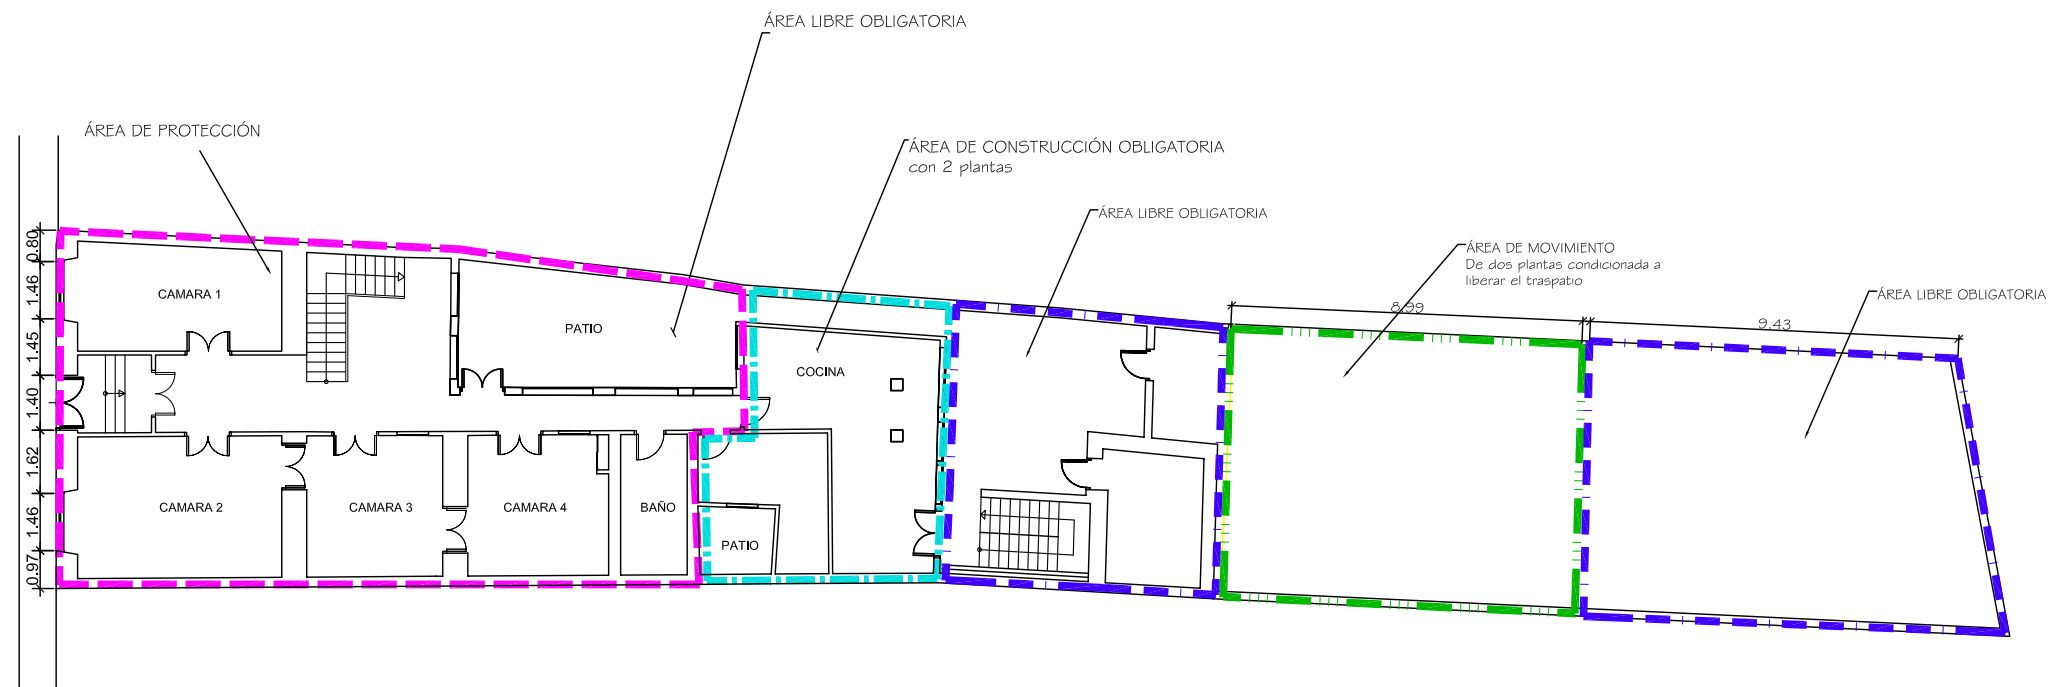 ÁREA LIBRE OBLIGATORIA
ÁREA DE PROTECCIÓN
ÁREA DE CONSTRUCCIÓN OBLIGATORIA
con 2 plantas
ÁREA LIBRE OBLIGATORIA
ÁREA DE MOVIMIENTO
De dos plantas condicionada a
liberar el traspatio
ÁREA LIBRE OBLIGATORIA
8.99
9.43
0.80
1.46
1.45
1.40
1.62
1.46
0.97
CAMARA 1
PATIO
COCINA
CAMARA 2
CAMARA 3
CAMARA 4
BAÑO
PATIO